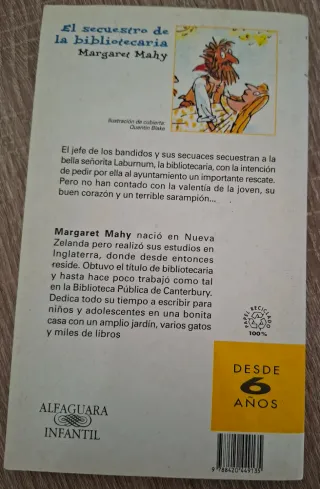 El secuestro de
la bibliotecaria
Margaret Mahy
Ilustración de cubierta:
Quentin Blake
El jefe de los bandidos y sus secuaces secuestran a la
bella señorita Laburnum, la bibliotecaria, con la intención
de pedir por ella al ayuntamiento un importante rescate.
Pero no han contado con la valentía de la joven, su
buen corazón y un terrible sarampión...
Margaret Mahy nació en Nueva
Zelanda pero realizó sus estudios en
Inglaterra, donde desde entonces
reside. Obtuvo el título de bibliotecaria
y hasta hace poco trabajó como tal
en la Biblioteca Pública de Canterbury.
Dedica todo su tiempo a escribir para
niños y adolescentes en una bonita
casa con un amplio jardín, varios gatos
y miles de libros
PAPEL RECICLADO
100%
DESDE
6
AÑOS
ALFAGUARA
INFANTIL
9 788420 449135